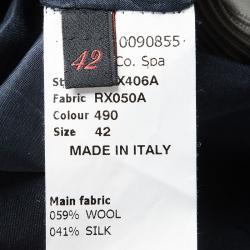 42
0090855
Co. Spa
X406A
Fabric RX050A
Colour 490
Size 42
MADE IN ITALY
Main fabric
059% WOOL
041% SILK